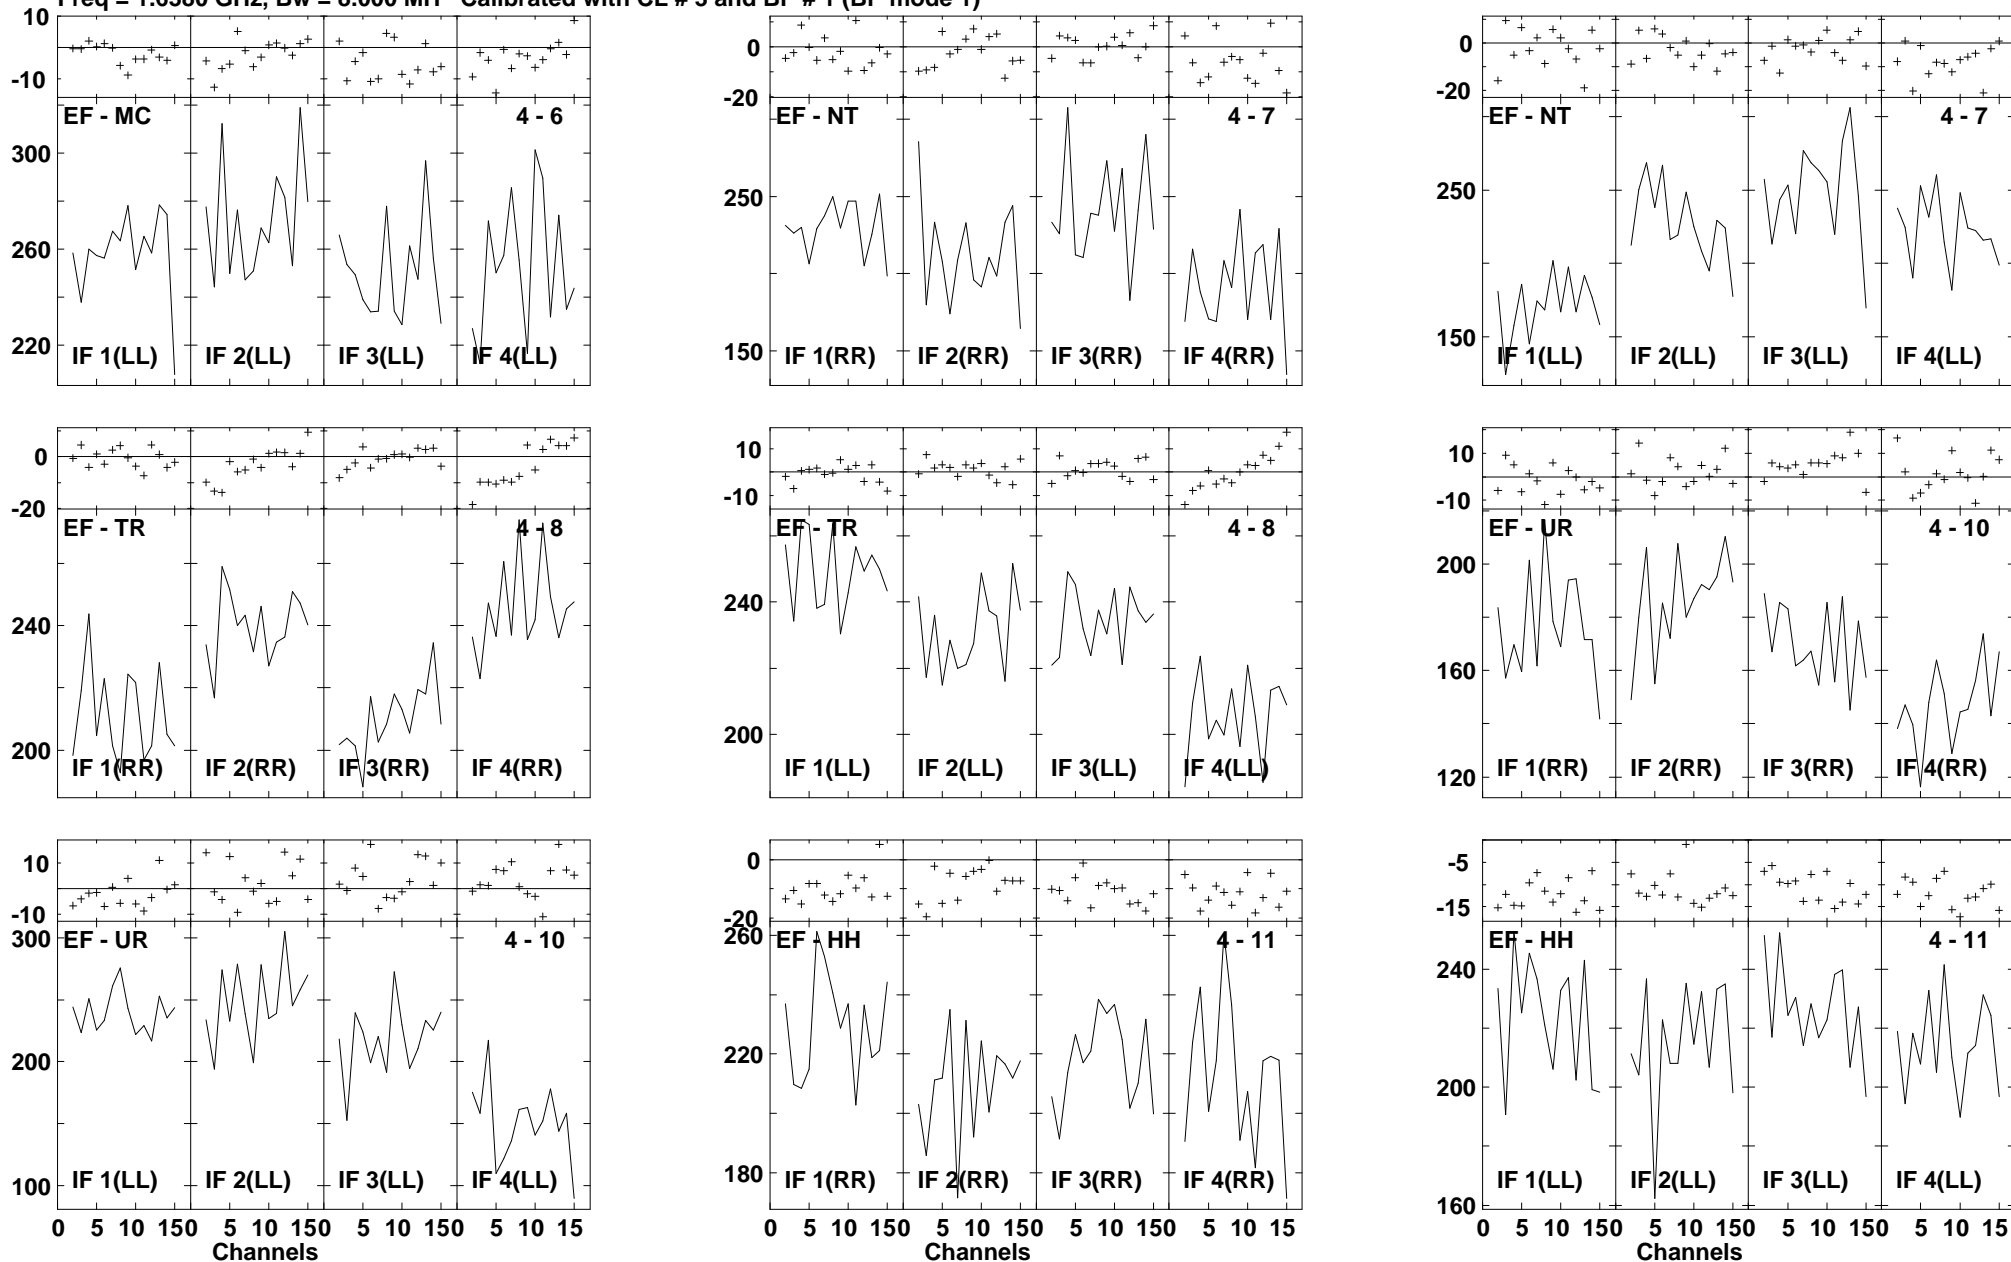 Freq = 1.6380 GHz, Bw = 8.000 MH Calibrated with CL # 3 and BP # 1 (BP mode 1)
10
0
-10
EF - MC
4 - 6
300
260
220
IF 1(LL)
IF 2(LL)
IF 3(LL)
IF 4(LL)
10
0
-20
EF - NT
4 - 7
250
150
IF 1(RR)
IF 2(RR)
IF 3(RR)
IF 4(RR)
0
-20
EF - NT
4 - 7
250
150
IF 1(LL)
IF 2(LL)
IF 3(LL)
IF 4(LL)
0
-20
EF - TR
4 - 8
240
200
IF 1(RR)
IF 2(RR)
IF 3(RR)
IF 4(RR)
10
-10
EF - TR
4 - 8
240
200
IF 1(LL)
IF 2(LL)
IF 3(LL)
IF 4(LL)
10
-10
EF - UR
4 - 10
200
160
120
IF 1(RR)
IF 2(RR)
IF 3(RR)
IF 4(RR)
10
-10
EF - UR
4 - 10
300
200
100
IF 1(LL)
IF 2(LL)
IF 3(LL)
IF 4(LL)
0 5 10 150 5 10 150 5 10 150 5 10 15
Channels
0
-20
EF - HH
4 - 11
260
220
180
IF 1(RR)
IF 2(RR)
IF 3(RR)
IF 4(RR)
0 5 10 150 5 10 150 5 10 150 5 10 15
Channels
-5
-15
EF - HH
4 - 11
240
200
160
IF 1(LL)
IF 2(LL)
IF 3(LL)
IF 4(LL)
0 5 10 150 5 10 150 5 10 150 5 10 15
Channels